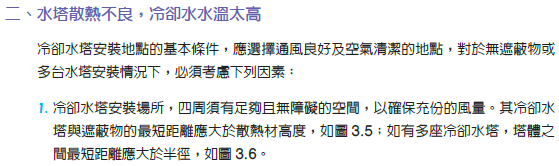 二、水塔散熱不良，冷卻水水溫太高
冷卻水塔安裝地點的基本條件，應選擇通風良好及空氣清潔的地點，對於無遮蔽物或
多台水塔安裝情況下，必須考慮下列因素：
1. 冷卻水塔安裝場所，四周須有足夠且無障礙的空間，以確保充份的風量。其冷卻水
塔與遮蔽物的最短距離應大於散熱材高度，如圖 3.5；如有多座冷卻水塔，塔體之
間最短距離應大於半徑，如圖 3.6。